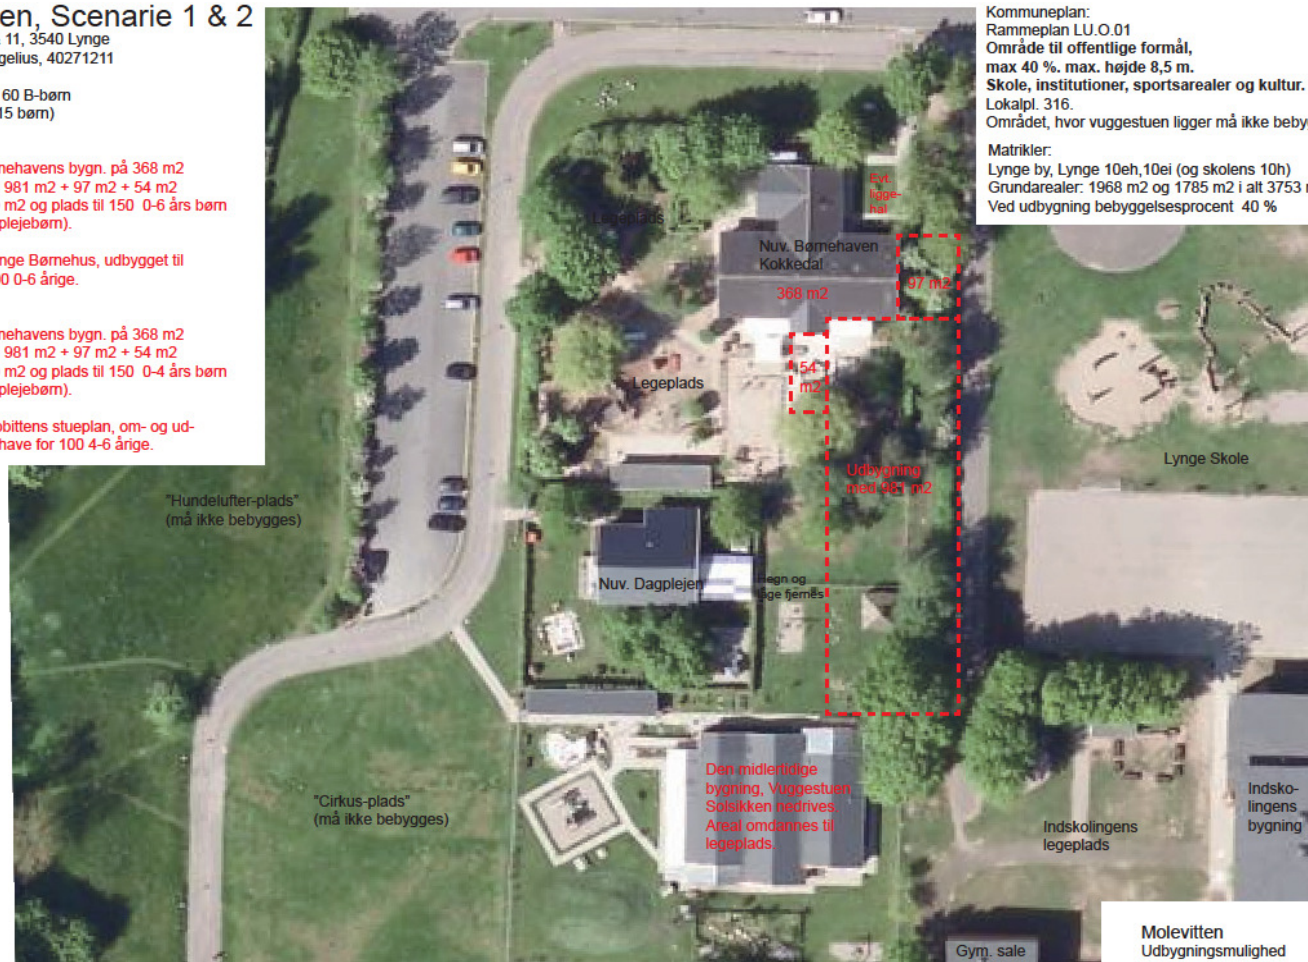 en, Scenarie 1 & 2
11, 3540 Lynge
gelius, 40271211
60 B-børn
15 børn)
nehavens bygn. på 368 m2
981 m2 + 97 m2 + 54 m2
m2 og plads til 150 0-6 års børn
plejebørn).
nge Børnehus, udbygget til
00 0-6 årige.
nehavens bygn. på 368 m2
981 m2 + 97 m2 + 54 m2
m2 og plads til 150 0-4 års børn
plejebørn).
obittens stueplan, om- og ud-
have for 100 4-6 årige.
Kommuneplan:
Rammeplan LU.O.01
Område til offentlige formål,
max 40 %. max. højde 8,5 m.
Skole, institutioner, sportsarealer og kultur.
Lokalpl. 316.
Området, hvor vuggestuen ligger må ikke beby
Matrikler:
Lynge by, Lynge 10eh,10ei (og skolens 10h)
Grundarealer: 1968 m2 og 1785 m2 i alt 3753 m
Ved udbygning bebyggelsesprocent 40 %
Evt.
ligge-
hal
Legeplads
Nuv. Børnehaven
Kokkedal
368 m2
97 m2
54
m2
Legeplads
Udbygning
med 981 m2
Lynge Skole
"Hundelufter-plads"
(må ikke bebygges)
Nuv. Dagplejen
Hegn og
låge fjernes
Den midlertidige
bygning, Vuggestuen
Solsikken nedrives.
Areal omdannes til
legeplads.
"Cirkus-plads"
(må ikke bebygges)
Indskolingens
legeplads
Indsko-
lingens
bygning
Gym. sale
Molevitten
Udbygningsmulighed